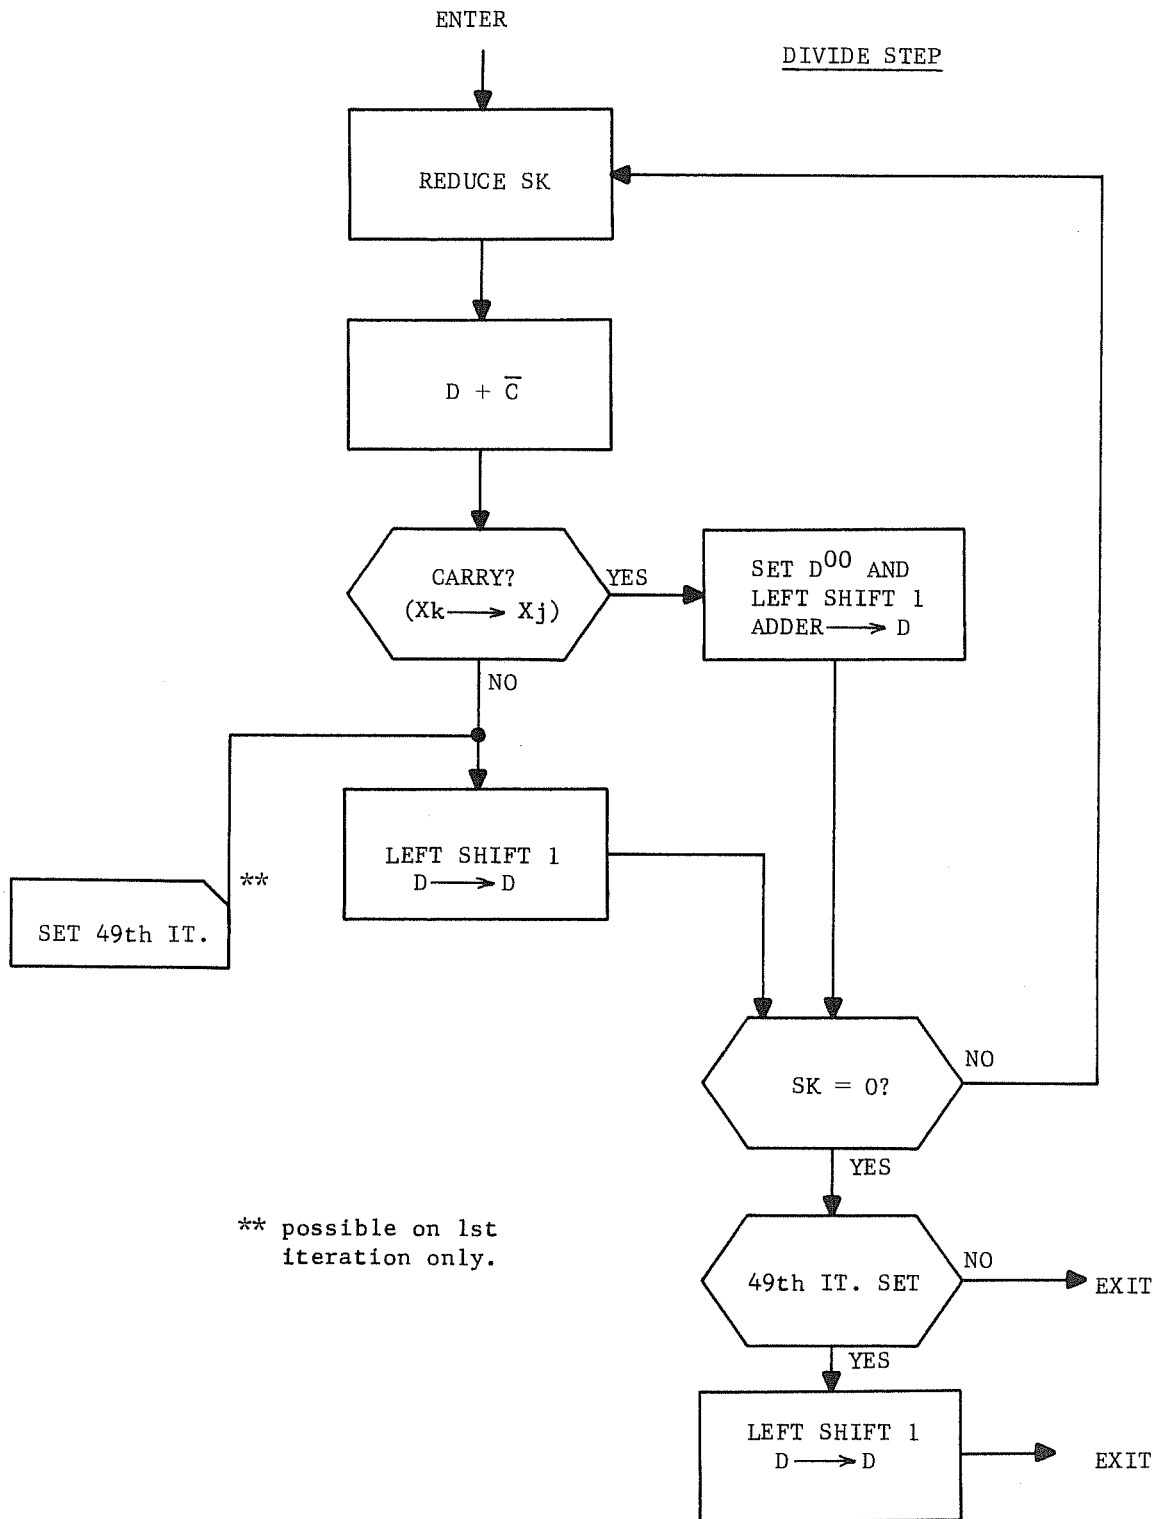 ENTER
DIVIDE STEP
REDUCE SK
D + C̅
CARRY?
(Xk⟶ Xj)
YES
SET D⁰⁰ AND
LEFT SHIFT 1
ADDER⟶ D
NO
LEFT SHIFT 1
D⟶ D
**
SET 49th IT.
SK = 0?
NO
YES
** possible on 1st
iteration only.
49th IT. SET
NO
EXIT
YES
LEFT SHIFT 1
D⟶ D
EXIT